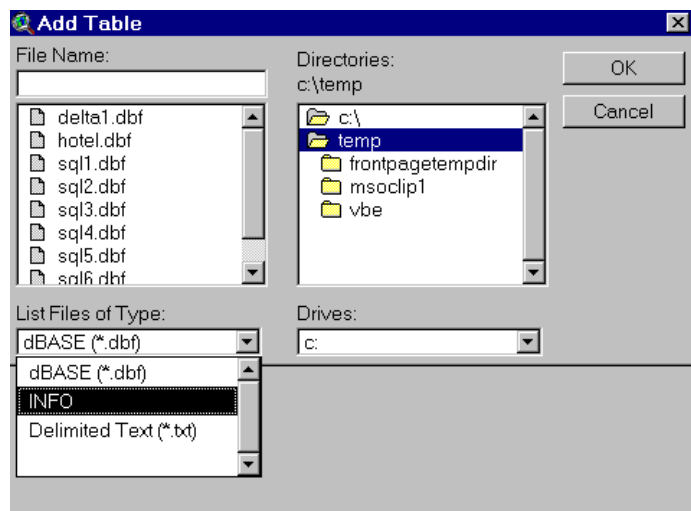 Add Table
File Name:
delta1.dbf
hotel.dbf
sql1.dbf
sql2.dbf
sql3.dbf
sql4.dbf
sql5.dbf
sql6.dbf
Directories:
c:\temp
c:\
temp
frontpagetempdir
msoclip1
vbe
OK
Cancel
List Files of Type:
dBASE (*.dbf)
dBASE (*.dbf)
INFO
Delimited Text (*.txt)
Drives:
c: